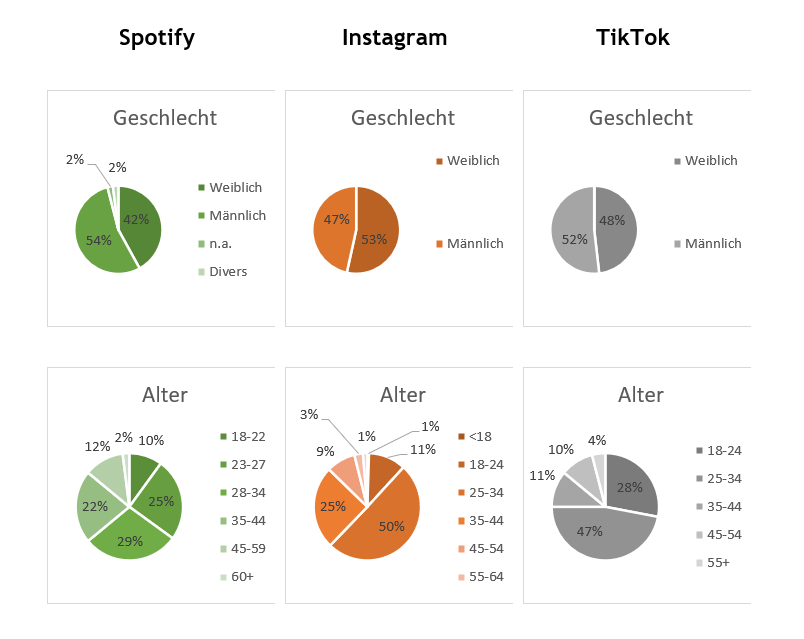 Spotify
Instagram
TikTok
Geschlecht
2%
2%
42%
54%
Weiblich
Männlich
n.a.
Divers
Geschlecht
47%
53%
Weiblich
Männlich
Geschlecht
48%
52%
Weiblich
Männlich
Alter
12%
2%
10%
25%
22%
29%
18-22
23-27
28-34
35-44
45-59
60+
Alter
3%
1%
1%
9%
11%
25%
50%
<18
18-24
25-34
35-44
45-54
55-64
Alter
4%
10%
11%
28%
47%
18-24
25-34
35-44
45-54
55+